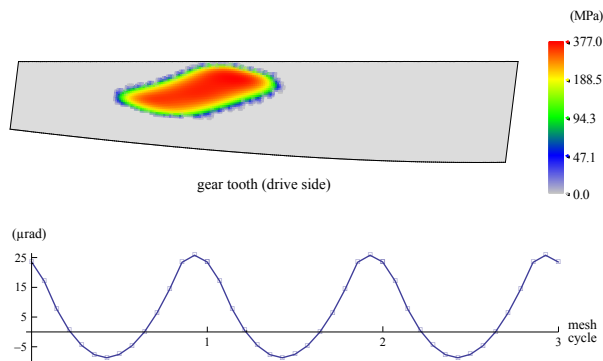 (MPa)
377.0
188.5
94.3
47.1
0.0
gear tooth (drive side)
(μrad)
25
15
5
−5
1
2
3
mesh
cycle